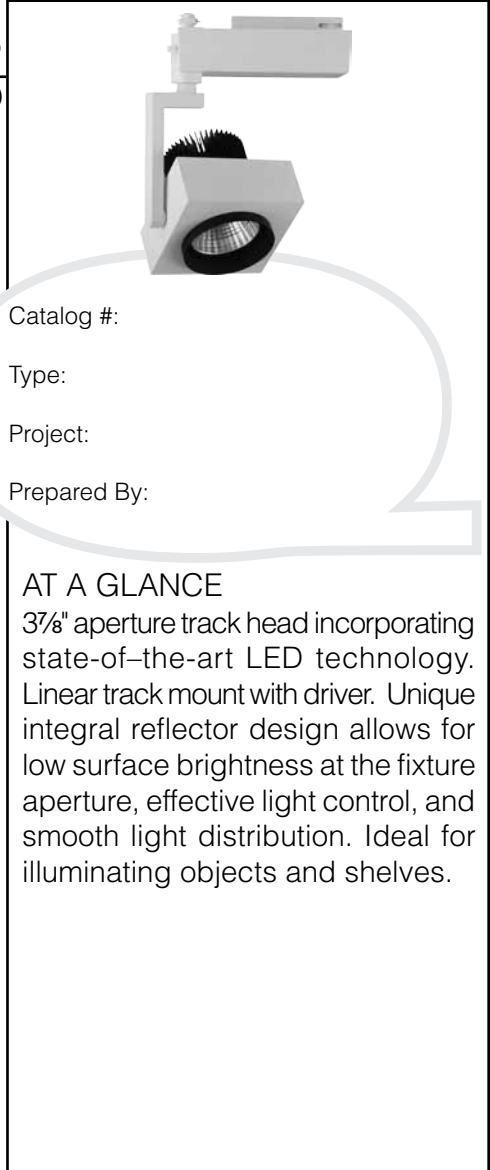 Catalog #:
Type:
Project:
Prepared By:
AT A GLANCE
3⅞" aperture track head incorporating
state-of–the-art LED technology.
Linear track mount with driver. Unique
integral reflector design allows for
low surface brightness at the fixture
aperture, effective light control, and
smooth light distribution. Ideal for
illuminating objects and shelves.